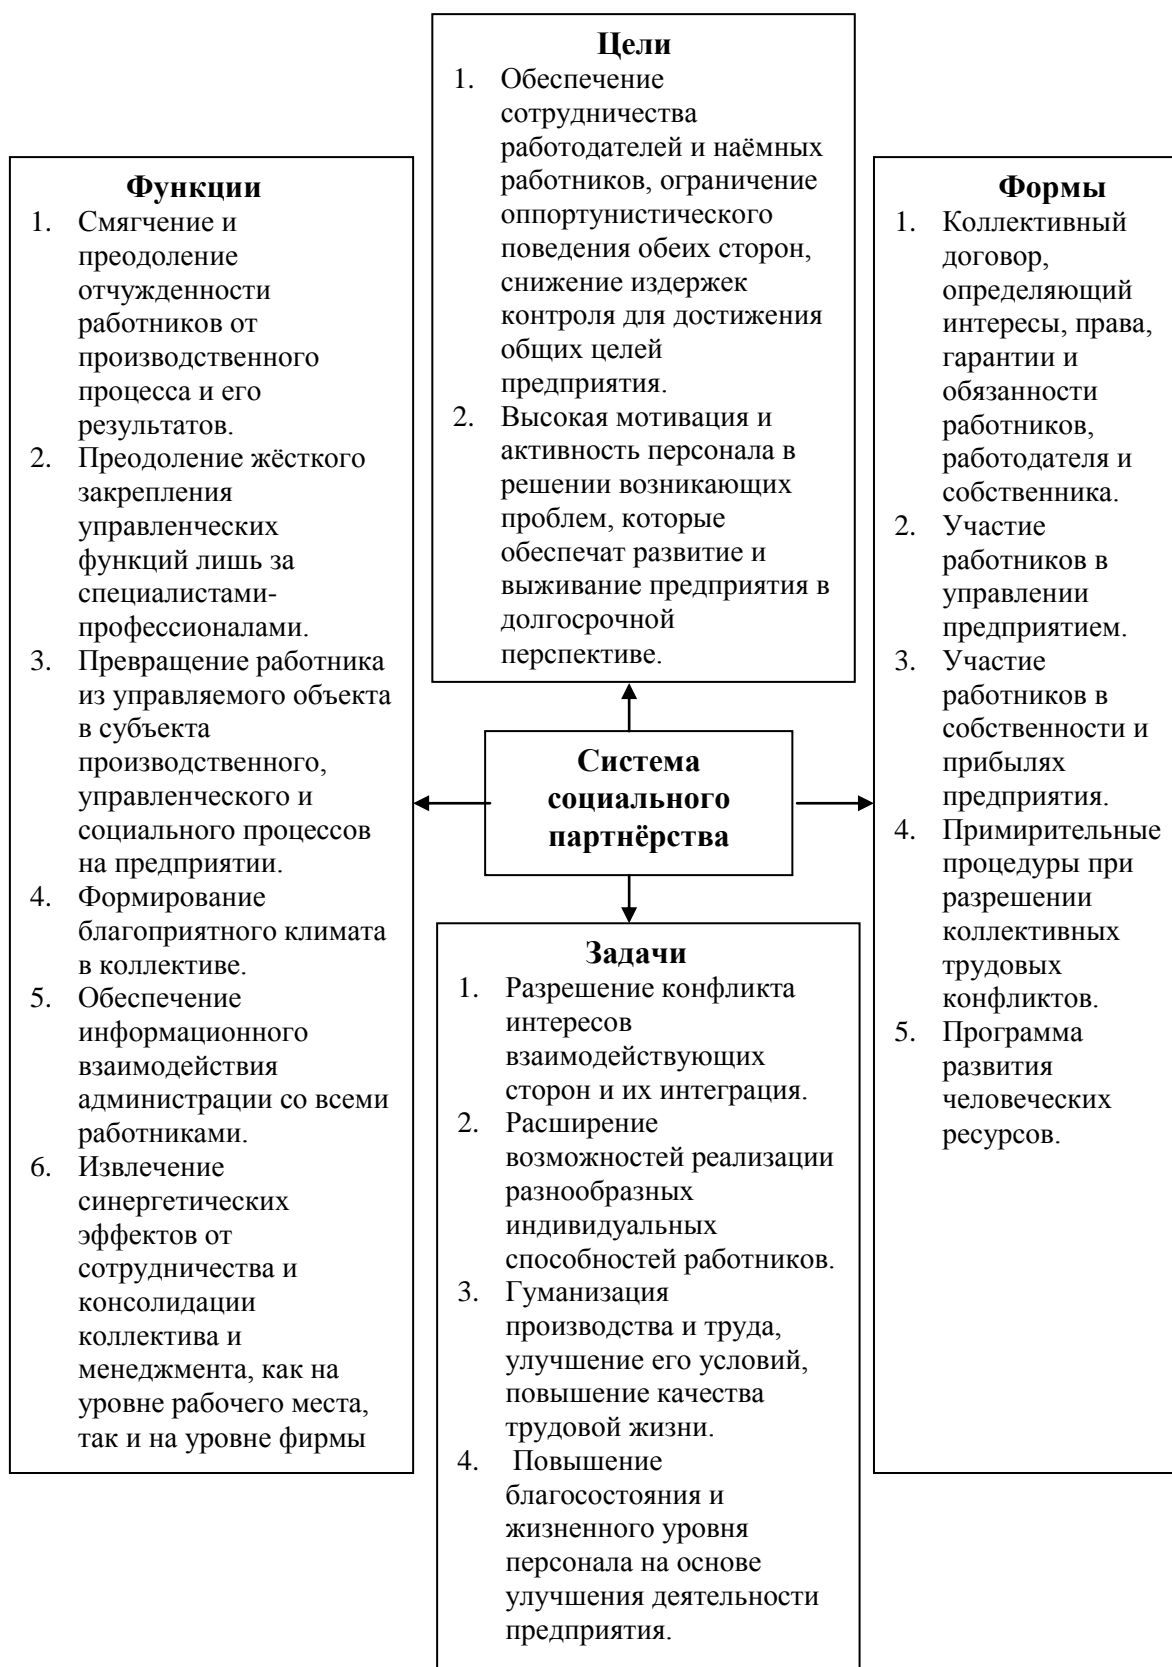 Цели
1. Обеспечение
сотрудничества
работодателей и наёмных
работников, ограничение
оппортунистического
поведения обеих сторон,
снижение издержек
контроля для достижения
общих целей
предприятия.
2. Высокая мотивация и
активность персонала в
решении возникающих
проблем, которые
обеспечат развитие и
выживание предприятия в
долгосрочной
перспективе.
Функции
1. Смягчение и
преодоление
отчужденности
работников от
производственного
процесса и его
результатов.
2. Преодоление жёсткого
закрепления
управленческих
функций лишь за
специалистами-
профессионалами.
3. Превращение работника
из управляемого объекта
в субъекта
производственного,
управленческого и
социального процессов
на предприятии.
4. Формирование
благоприятного климата
в коллективе.
5. Обеспечение
информационного
взаимодействия
администрации со всеми
работниками.
6. Извлечение
синергетических
эффектов от
сотрудничества и
консолидации
коллектива и
менеджмента, как на
уровне рабочего места,
так и на уровне фирмы
Система
социального
партнёрства
Формы
1. Коллективный
договор,
определяющий
интересы, права,
гарантии и
обязанности
работников,
работодателя и
собственника.
2. Участие
работников в
управлении
предприятием.
3. Участие
работников в
собственности и
прибылях
предприятия.
4. Примирительные
процедуры при
разрешении
коллективных
трудовых
конфликтов.
5. Программа
развития
человеческих
ресурсов.
Задачи
1. Разрешение конфликта
интересов
взаимодействующих
сторон и их интеграция.
2. Расширение
возможностей реализации
разнообразных
индивидуальных
способностей работников.
3. Гуманизация
производства и труда,
улучшение его условий,
повышение качества
трудовой жизни.
4. Повышение
благосостояния и
жизненного уровня
персонала на основе
улучшения деятельности
предприятия.